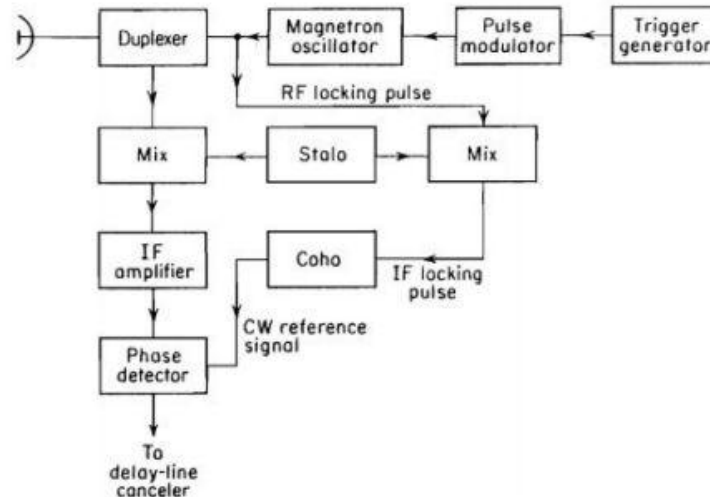 Duplexer
Magnetron
oscillator
Pulse
modulator
Trigger
generator
RF locking pulse
Mix
Stalo
Mix
IF
amplifier
Coho
IF locking
pulse
CW reference
signal
Phase
detector
To
delay-line
canceler